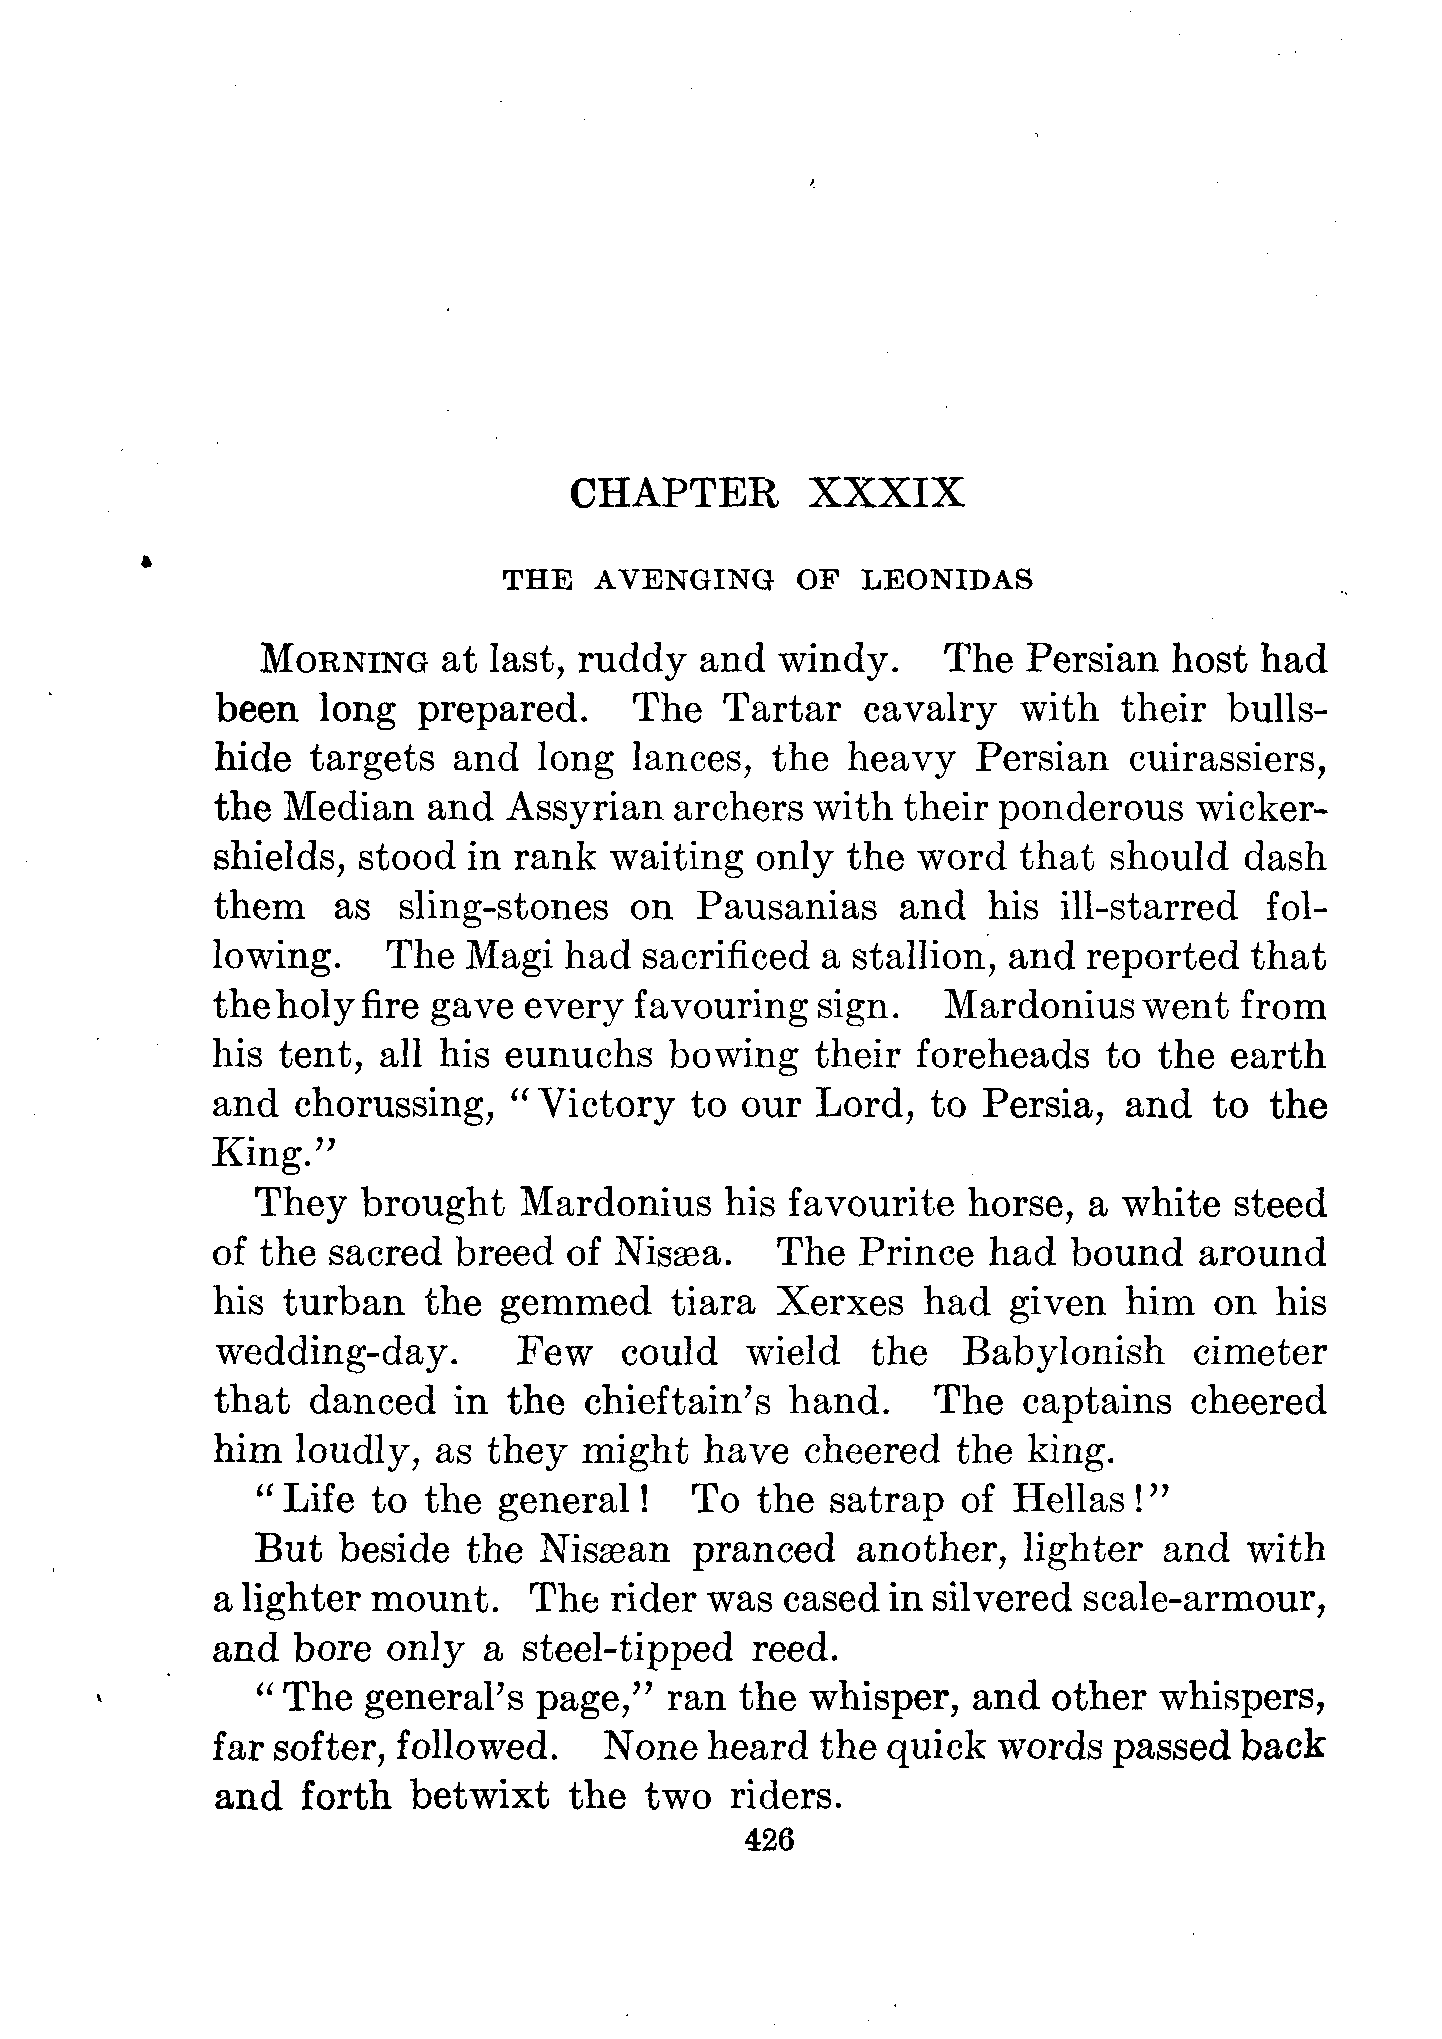 CHAPTER XXXIX
THE AVENGING OF LEONIDAS
MORNING at last, ruddy and windy. The Persian host had
been long prepared. The Tartar cavalry with their bulls-
hide targets and long lances, the heavy Persian cuirassiers,
the Median and Assyrian archers with their ponderous wicker-
shields, stood in rank waiting only the word that should dash
them as sling-stones on Pausanias and his ill-starred fol-
lowing. The Magi had sacrificed a stallion, and reported that
the holy fire gave every favouring sign. Mardonius went from
his tent, all his eunuchs bowing their foreheads to the earth
and chorussing, “Victory to our Lord, to Persia, and to the
King.”
They brought Mardonius his favourite horse, a white steed
of the sacred breed of Nisæa. The Prince had bound around
his turban the gemmed tiara Xerxes had given him on his
wedding-day. Few could wield the Babylonish cimeter
that danced in the chieftain’s hand. The captains cheered
him loudly, as they might have cheered the king.
“Life to the general! To the satrap of Hellas!”
But beside the Nisæan pranced another, lighter and with
a lighter mount. The rider was cased in silvered scale-armour,
and bore only a steel-tipped reed.
“The general’s page,” ran the whisper, and other whispers,
far softer, followed. None heard the quick words passed back
and forth betwixt the two riders.
426